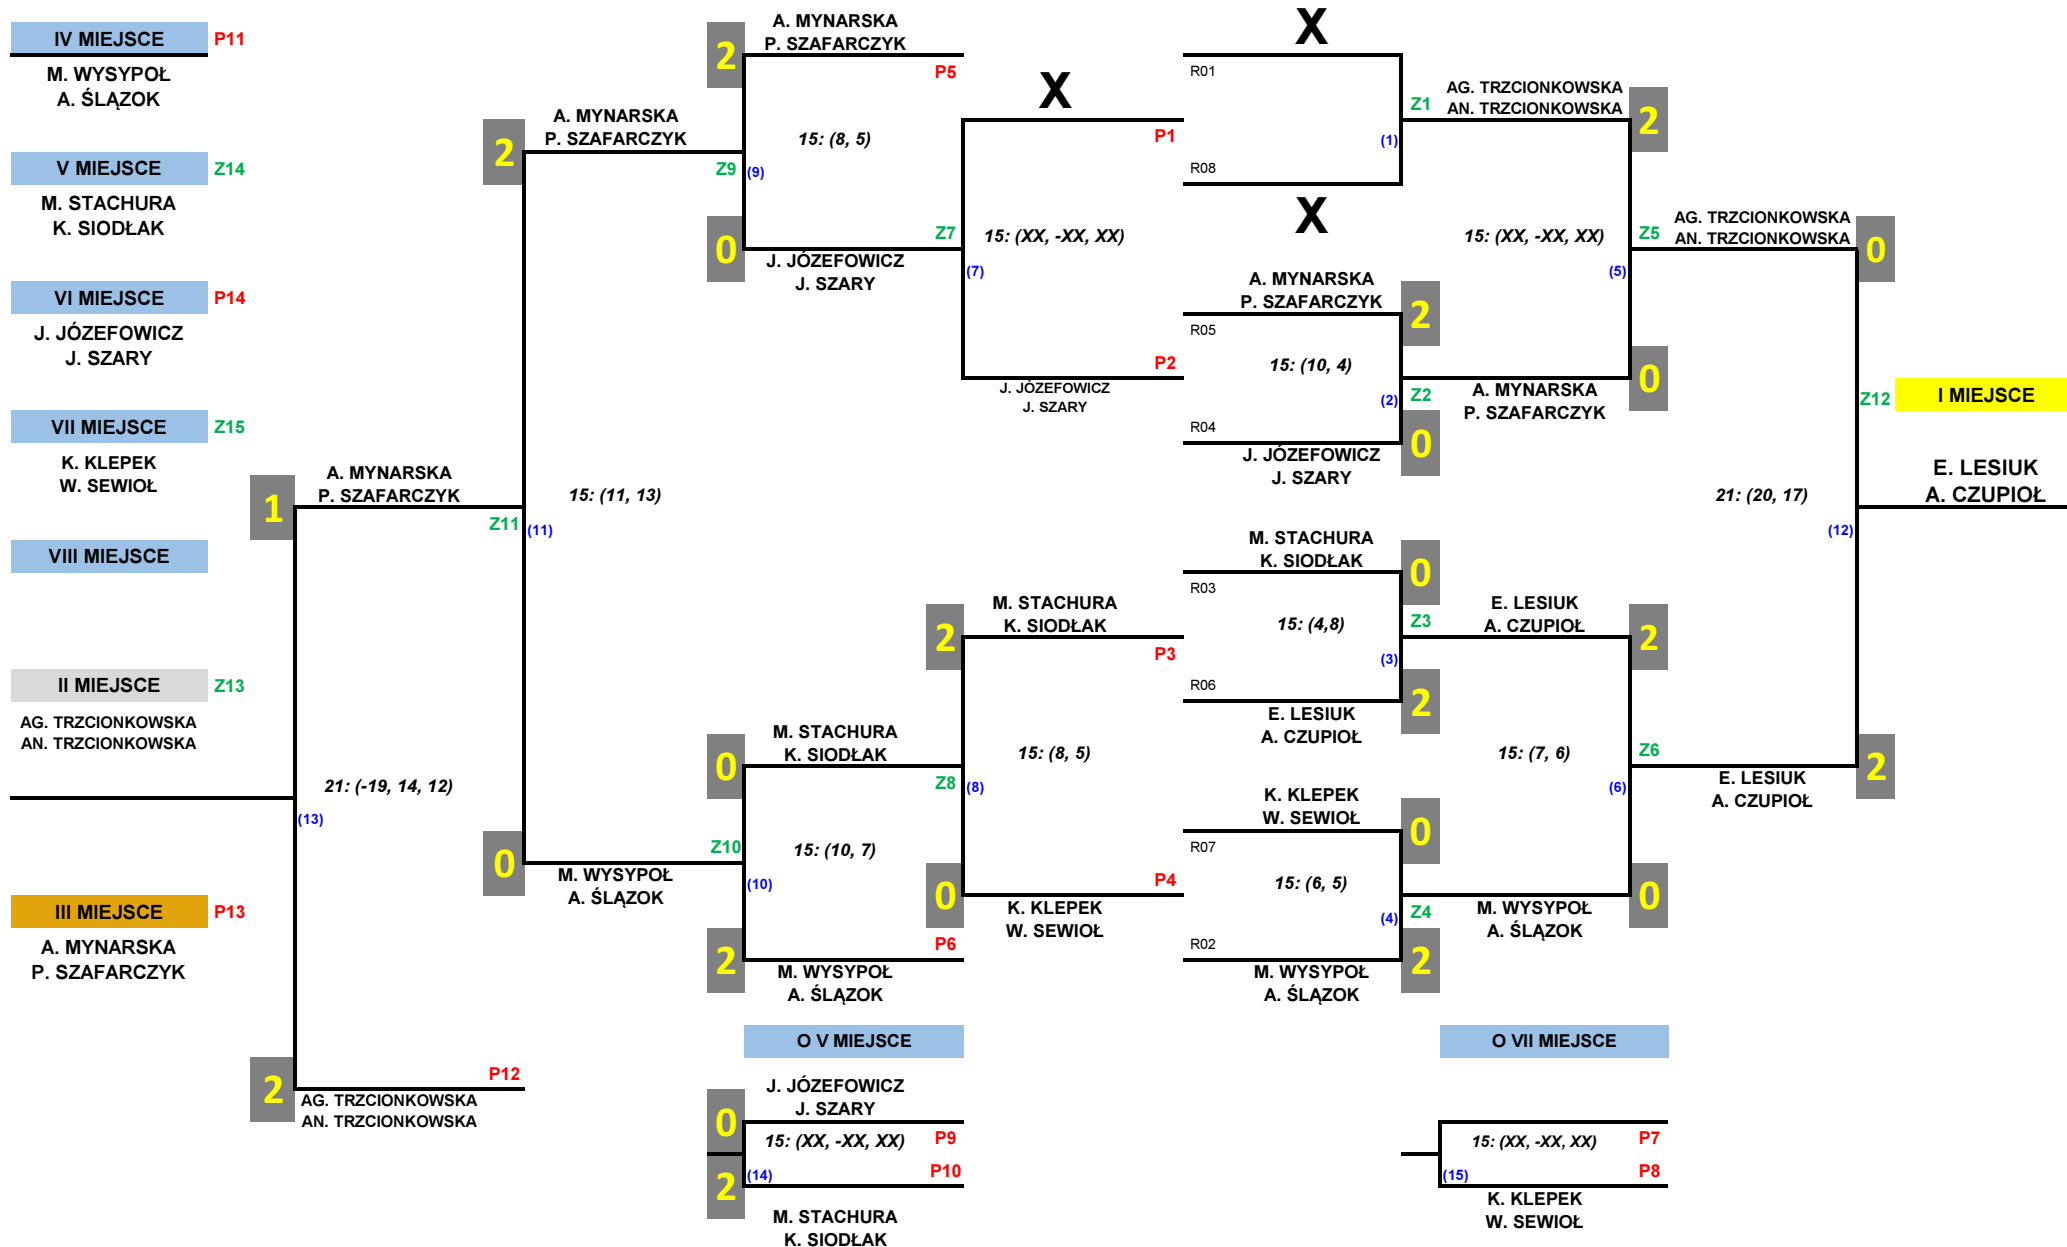 IV MIEJSCE P11
M. WYSYPOŁ
A. ŚLĄZOK
V MIEJSCE Z14
M. STACHURA
K. SIODŁAK
VI MIEJSCE P14
J. JÓZEFOWICZ
J. SZARY
VII MIEJSCE Z15
K. KLEPEK
W. SEWIOŁ
VIII MIEJSCE
II MIEJSCE Z13
AG. TRZCIONKOWSKA
AN. TRZCIONKOWSKA
III MIEJSCE P13
A. MYNARSKA
P. SZAFARCZYK
1
A. MYNARSKA
P. SZAFARCZYK
Z11
21: (-19, 14, 12)
(13)
2
P12
AG. TRZCIONKOWSKA
AN. TRZCIONKOWSKA
2
A. MYNARSKA
P. SZAFARCZYK
Z9
15: (11, 13)
(11)
0
Z10
M. WYSYPOŁ
A. ŚLĄZOK
2
A. MYNARSKA
P. SZAFARCZYK
P5
15: (8, 5)
(9)
0
Z7
J. JÓZEFOWICZ
J. SZARY
0
M. STACHURA
K. SIODŁAK
Z8
15: (10, 7)
(10)
2
P6
M. WYSYPOŁ
A. ŚLĄZOK
X
P1
15: (XX, -XX, XX)
(7)
P2
J. JÓZEFOWICZ
J. SZARY
2
M. STACHURA
K. SIODŁAK
P3
15: (8, 5)
(8)
0
P4
K. KLEPEK
W. SEWIOŁ
X
R01
Z1
(1)
R08
X
A. MYNARSKA
P. SZAFARCZYK
2
R05
15: (10, 4)
(2)
Z2
R04
0
J. JÓZEFOWICZ
J. SZARY
M. STACHURA
K. SIODŁAK
0
R03
15: (4,8)
Z3
(3)
R06
2
E. LESIUK
A. CZUPIOŁ
K. KLEPEK
W. SEWIOŁ
0
R07
15: (6, 5)
(4)
Z4
R02
2
M. WYSYPOŁ
A. ŚLĄZOK
AG. TRZCIONKOWSKA
AN. TRZCIONKOWSKA
2
15: (XX, -XX, XX)
Z5
(5)
0
A. MYNARSKA
P. SZAFARCZYK
E. LESIUK
A. CZUPIOŁ
2
15: (7, 6)
Z6
(6)
0
M. WYSYPOŁ
A. ŚLĄZOK
AG. TRZCIONKOWSKA
AN. TRZCIONKOWSKA
0
21: (20, 17)
(12)
2
E. LESIUK
A. CZUPIOŁ
Z12 I MIEJSCE
E. LESIUK
A. CZUPIOŁ
O V MIEJSCE
J. JÓZEFOWICZ
J. SZARY
0
15: (XX, -XX, XX) P9
(14) P10
2
M. STACHURA
K. SIODŁAK
O VII MIEJSCE
15: (XX, -XX, XX) P7
(15) P8
K. KLEPEK
W. SEWIOŁ